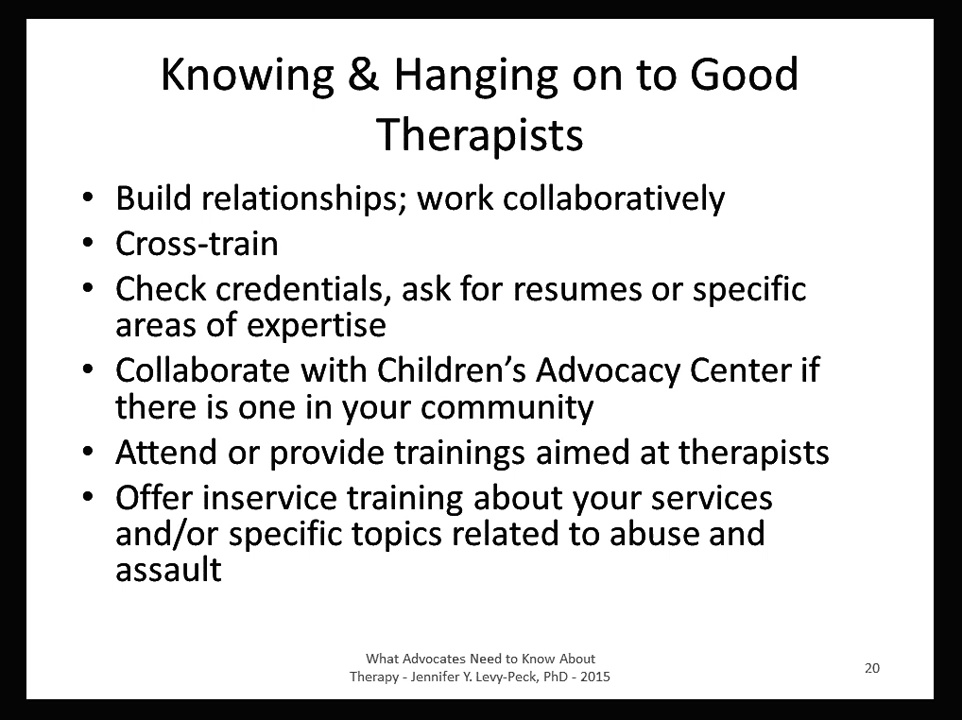 Knowing & Hanging on to Good
Therapists
• Build relationships; work collaboratively
• Cross-train
• Check credentials, ask for resumes or specific
areas of expertise
• Collaborate with Children’s Advocacy Center if
there is one in your community
• Attend or provide trainings aimed at therapists
• Offer inservice training about your services
and/or specific topics related to abuse and
assault
What Advocates Need to Know About
Therapy - Jennifer Y. Levy-Peck, PhD - 2015
20